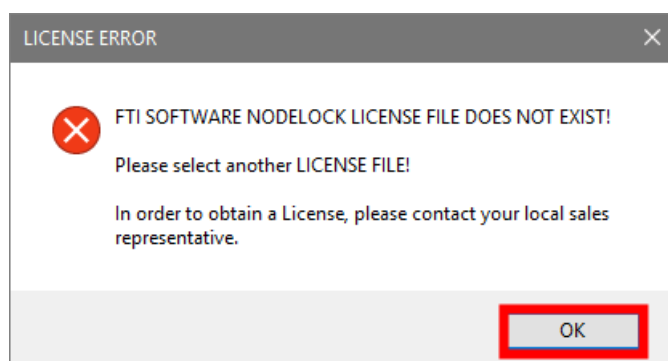 LICENSE ERROR
FTI SOFTWARE NODELOCK LICENSE FILE DOES NOT EXIST!
Please select another LICENSE FILE!
In order to obtain a License, please contact your local sales
representative.
OK